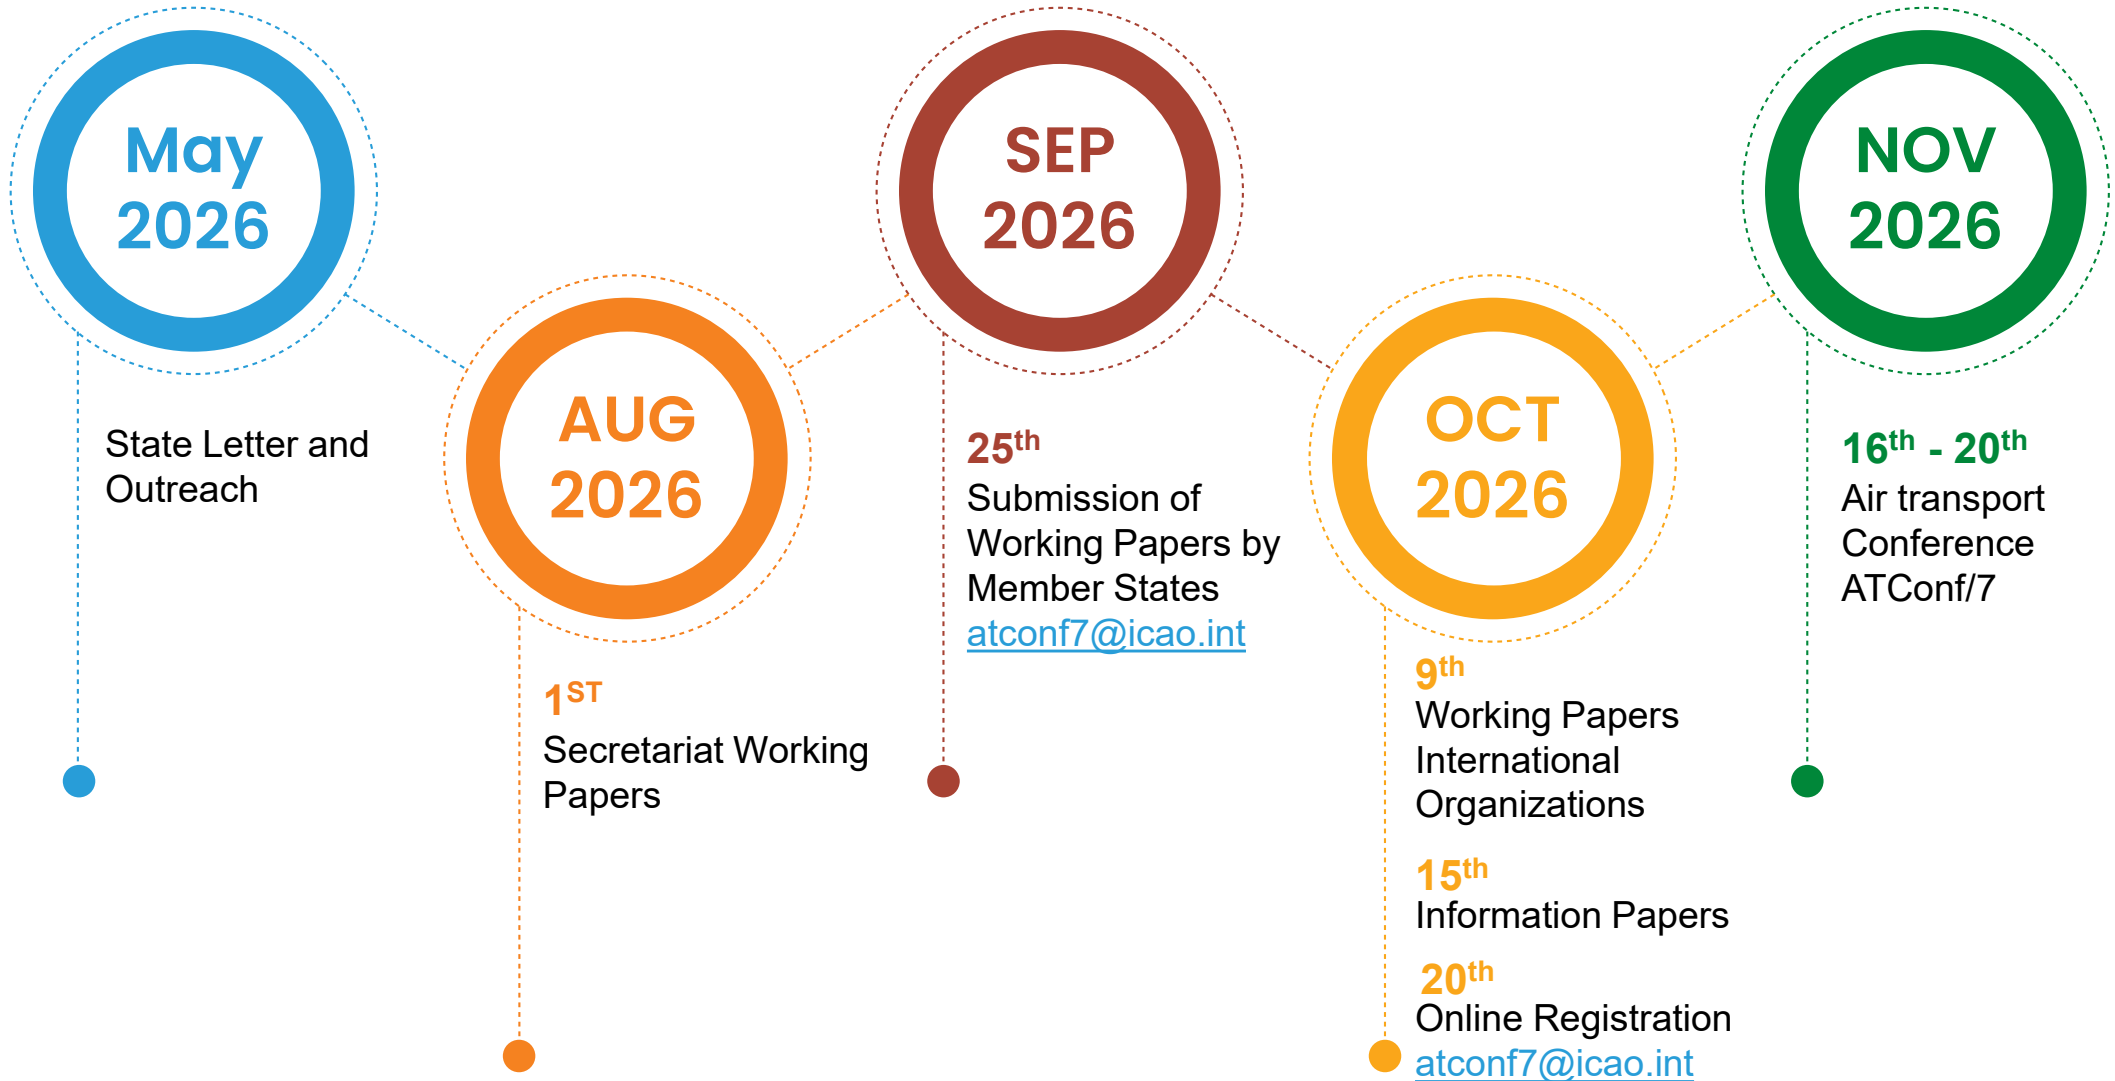 May
2026
State Letter and
Outreach
AUG
2026
1ST
Secretariat Working
Papers
SEP
2026
25th
Submission of
Working Papers by
Member States
atconf7@icao.int
OCT
2026
9th
Working Papers
International
Organizations
15th
Information Papers
20th
Online Registration
atconf7@icao.int
NOV
2026
16th - 20th
Air transport
Conference
ATConf/7